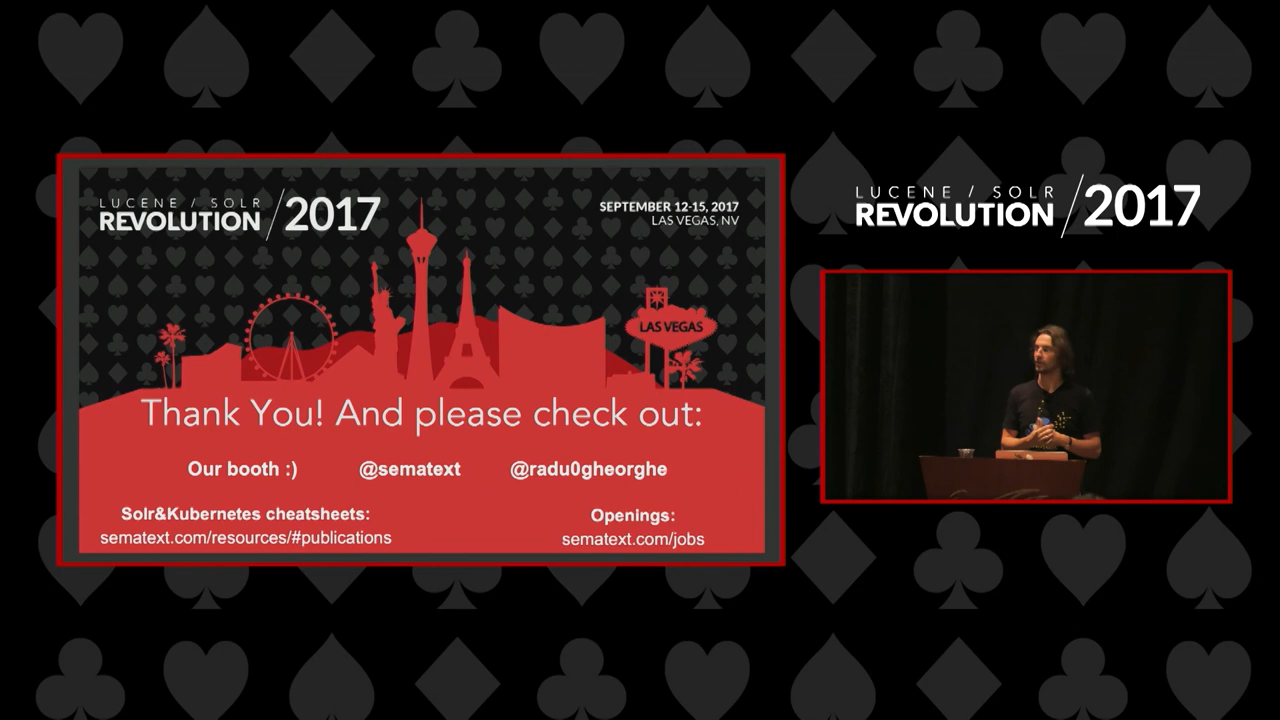 LUCENE / SOLR
REVOLUTION / 2017
SEPTEMBER 12-15, 2017
LAS VEGAS, NV
LAS VEGAS
Thank You! And please check out:
Our booth :) @sematext @radu0gheorghe
Solr&Kubernetes cheatsheets:
sematext.com/resources/#publications
Openings:
sematext.com/jobs
LUCENE / SOLR
REVOLUTION / 2017